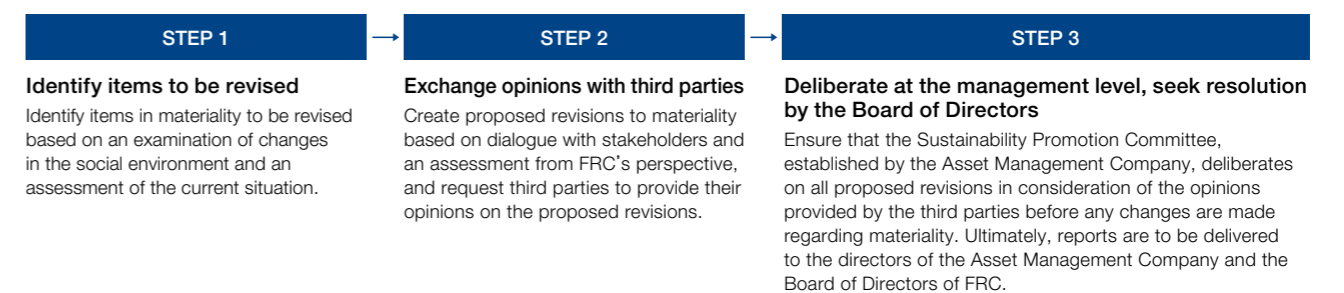 STEP 1
Identify items to be revised
Identify items in materiality to be revised
based on an examination of changes
in the social environment and an
assessment of the current situation.
STEP 2
Exchange opinions with third parties
Create proposed revisions to materiality
based on dialogue with stakeholders and
an assessment from FRC's perspective,
and request third parties to provide their
opinions on the proposed revisions.
STEP 3
Deliberate at the management level, seek resolution
by the Board of Directors
Ensure that the Sustainability Promotion Committee,
established by the Asset Management Company, deliberates
on all proposed revisions in consideration of the opinions
provided by the third parties before any changes are made
regarding materiality. Ultimately, reports are to be delivered
to the directors of the Asset Management Company and the
Board of Directors of FRC.